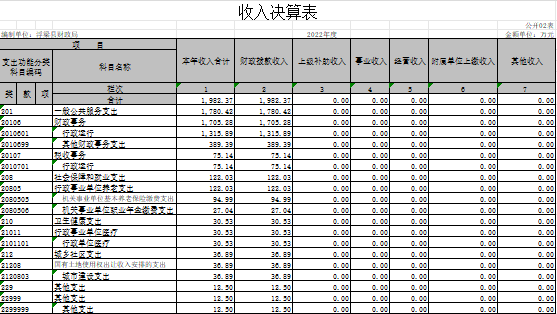 收入决算表
公开02表
编制单位：浮梁县财政局 2022年度 金额单位：万元
项 目 本年收入合计 财政拨款收入 上级补助收入 事业收入 经营收入 附属单位上缴收入 其他收入
支出功能分类科目编码 科目名称
类 款 项 栏次 1 2 3 4 5 6 7
合计 1,982.37 1,982.37 0.00 0.00 0.00 0.00 0.00
201 一般公共服务支出 1,780.42 1,780.42 0.00 0.00 0.00 0.00 0.00
20106 财政事务 1,705.28 1,705.28 0.00 0.00 0.00 0.00 0.00
2010601 行政运行 1,315.89 1,315.89 0.00 0.00 0.00 0.00 0.00
2010699 其他财政事务支出 389.39 389.39 0.00 0.00 0.00 0.00 0.00
20107 税收事务 75.14 75.14 0.00 0.00 0.00 0.00 0.00
2010701 行政运行 75.14 75.14 0.00 0.00 0.00 0.00 0.00
208 社会保障和就业支出 122.03 122.03 0.00 0.00 0.00 0.00 0.00
20805 行政事业单位养老支出 122.03 122.03 0.00 0.00 0.00 0.00 0.00
2080505 机关事业单位基本养老保险缴费支出 94.99 94.99 0.00 0.00 0.00 0.00 0.00
2080506 机关事业单位职业年金缴费支出 27.04 27.04 0.00 0.00 0.00 0.00 0.00
210 卫生健康支出 30.53 30.53 0.00 0.00 0.00 0.00 0.00
21011 行政事业单位医疗 30.53 30.53 0.00 0.00 0.00 0.00 0.00
2101101 行政单位医疗 30.53 30.53 0.00 0.00 0.00 0.00 0.00
212 城乡社区支出 36.89 36.89 0.00 0.00 0.00 0.00 0.00
21208 国有土地使用权出让收入安排的支出 36.89 36.89 0.00 0.00 0.00 0.00 0.00
2120803 城市建设支出 36.89 36.89 0.00 0.00 0.00 0.00 0.00
229 其他支出 12.50 12.50 0.00 0.00 0.00 0.00 0.00
22999 其他支出 12.50 12.50 0.00 0.00 0.00 0.00 0.00
2299999 其他支出 12.50 12.50 0.00 0.00 0.00 0.00 0.00